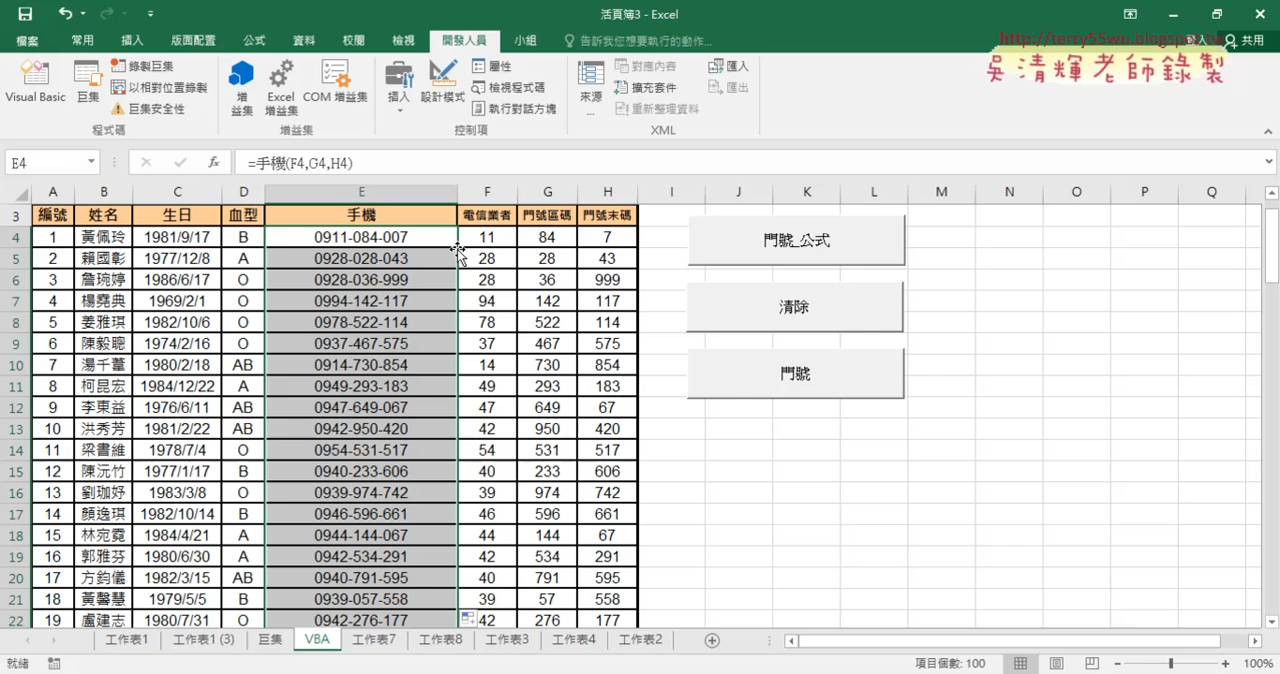 活頁簿3 - Excel
檔案 常用 插入 版面配置 公式 資料 校閱 檢視 開發人員 小組 告訴我您想要執行的動作... 登入 共用
http://terry55wu.blogspot.tw
吳清輝老師錄製
Visual Basic 巨集 錄製巨集 以相對位置錄製 巨集安全性 程式碼
增益集 Excel 增益集 COM 增益集 增益集
插入 設計模式 屬性 檢視程式碼 執行對話方塊 控制項
來源 ... 對應內容 擴充套件 重新整理資料 匯入 匯出 XML
E4 fx =手機(F4,G4,H4)
A B C D E F G H I J K L M N O P Q
3 編號 姓名 生日 血型 手機 電信業者 門號區碼 門號末碼
4 1 黃佩玲 1981/9/17 B 0911-084-007 11 84 7
5 2 賴國彰 1977/12/8 A 0928-028-043 28 28 43
6 3 詹琬婷 1986/6/17 O 0928-036-999 28 36 999
7 4 楊堯典 1969/2/1 O 0994-142-117 94 142 117
8 5 姜雅琪 1982/10/6 O 0978-522-114 78 522 114
9 6 陳毅聰 1974/2/16 O 0937-467-575 37 467 575
10 7 湯千薑 1980/2/18 AB 0914-730-854 14 730 854
11 8 柯昆宏 1984/12/22 A 0949-293-183 49 293 183
12 9 李東益 1976/6/11 AB 0947-649-067 47 649 67
13 10 洪秀芳 1981/2/22 AB 0942-950-420 42 950 420
14 11 梁書維 1978/7/4 O 0954-531-517 54 531 517
15 12 陳沅竹 1977/1/17 B 0940-233-606 40 233 606
16 13 劉珈妤 1983/3/8 O 0939-974-742 39 974 742
17 14 顏逸琪 1982/10/14 B 0946-596-661 46 596 661
18 15 林宛霓 1984/4/21 A 0944-144-067 44 144 67
19 16 郭雅芬 1980/6/30 A 0942-534-291 42 534 291
20 17 方鈞儀 1982/3/15 AB 0940-791-595 40 791 595
21 18 黃馨慧 1979/5/5 B 0939-057-558 39 57 558
22 19 盧建志 1980/7/31 O 0942-276-177 42 276 177
門號_公式
清除
門號
工作表1 工作表1 (3) 巨集 VBA 工作表7 工作表8 工作表3 工作表4 工作表2
就緒 項目個數: 100 100%